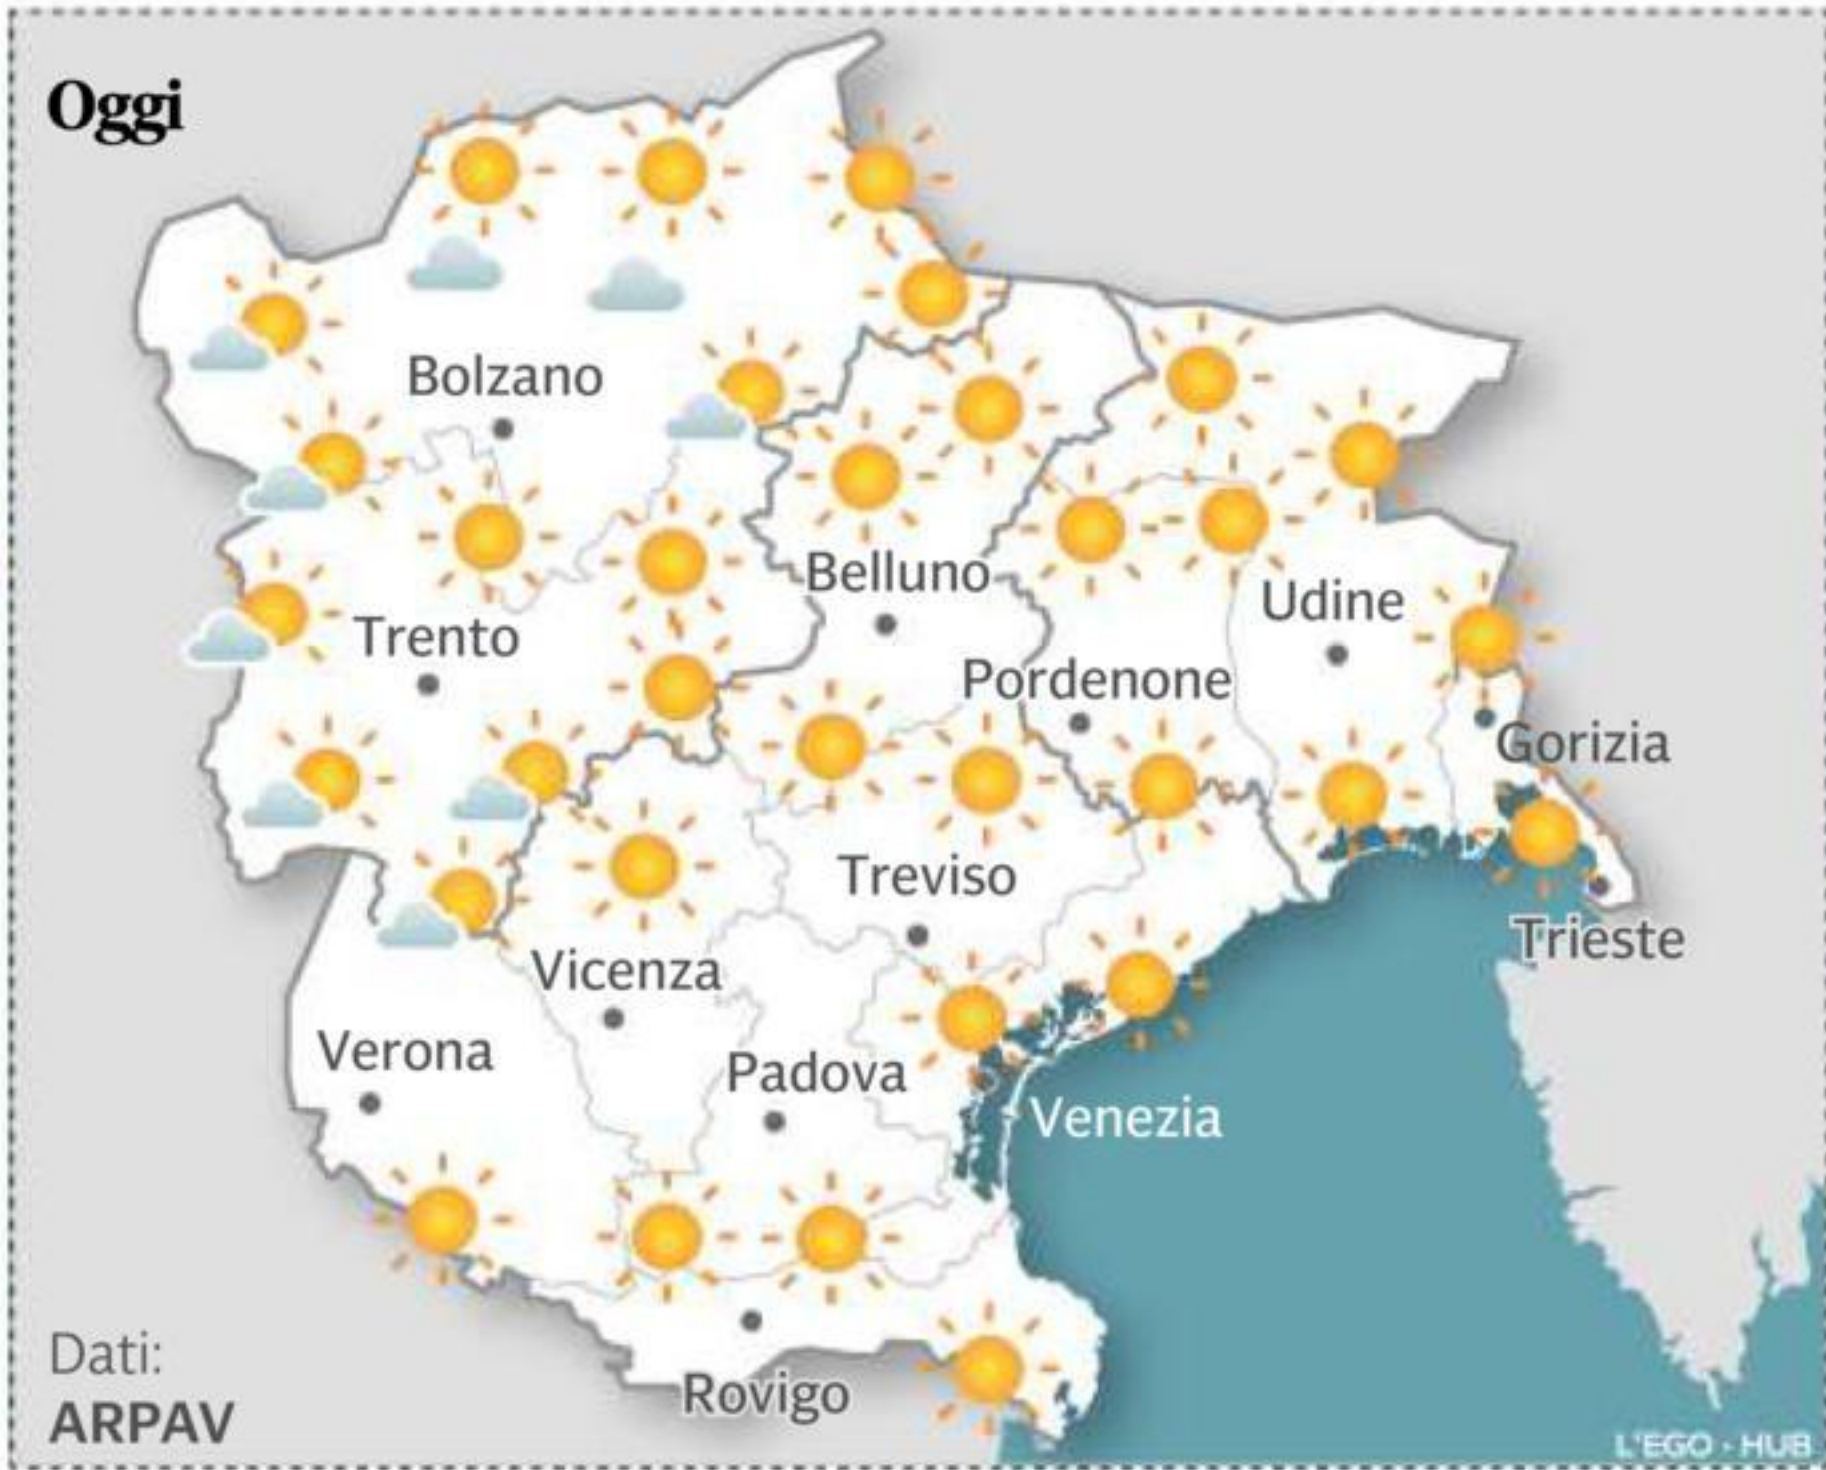 Oggi
Bolzano
Belluno
Udine
Trento
Pordenone
Gorizia
Treviso
Trieste
Vicenza
Verona
Padova
Venezia
Dati:
ARPAV
Rovigo
L'EGO - HUB